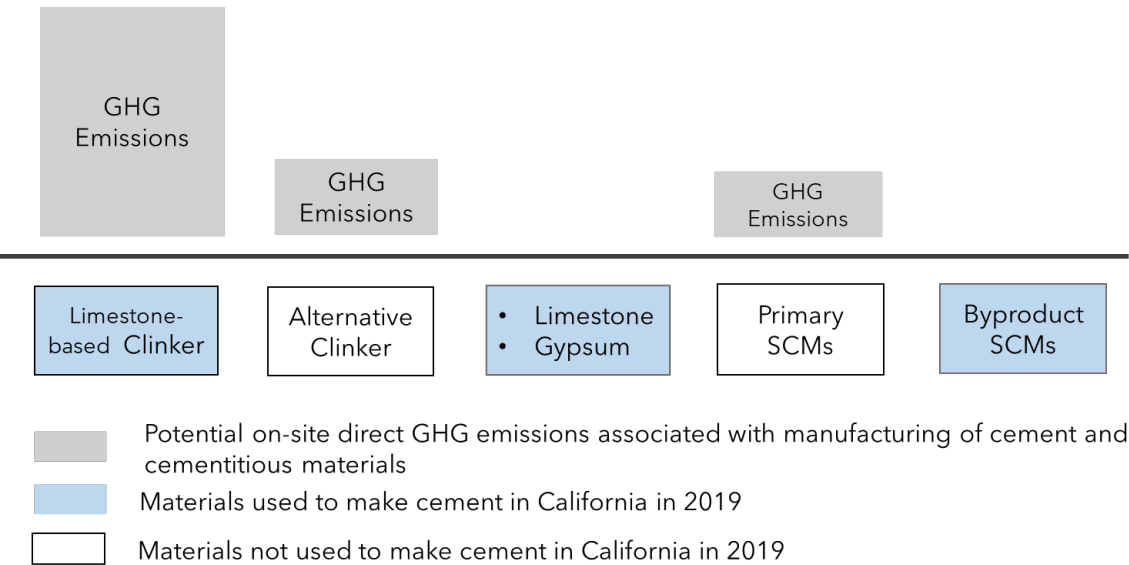 GHG
Emissions
GHG
Emissions
GHG
Emissions
Limestone-
based Clinker
Alternative
Clinker
• Limestone
• Gypsum
Primary
SCMs
Byproduct
SCMs
Potential on-site direct GHG emissions associated with manufacturing of cement and
cementitious materials
Materials used to make cement in California in 2019
Materials not used to make cement in California in 2019